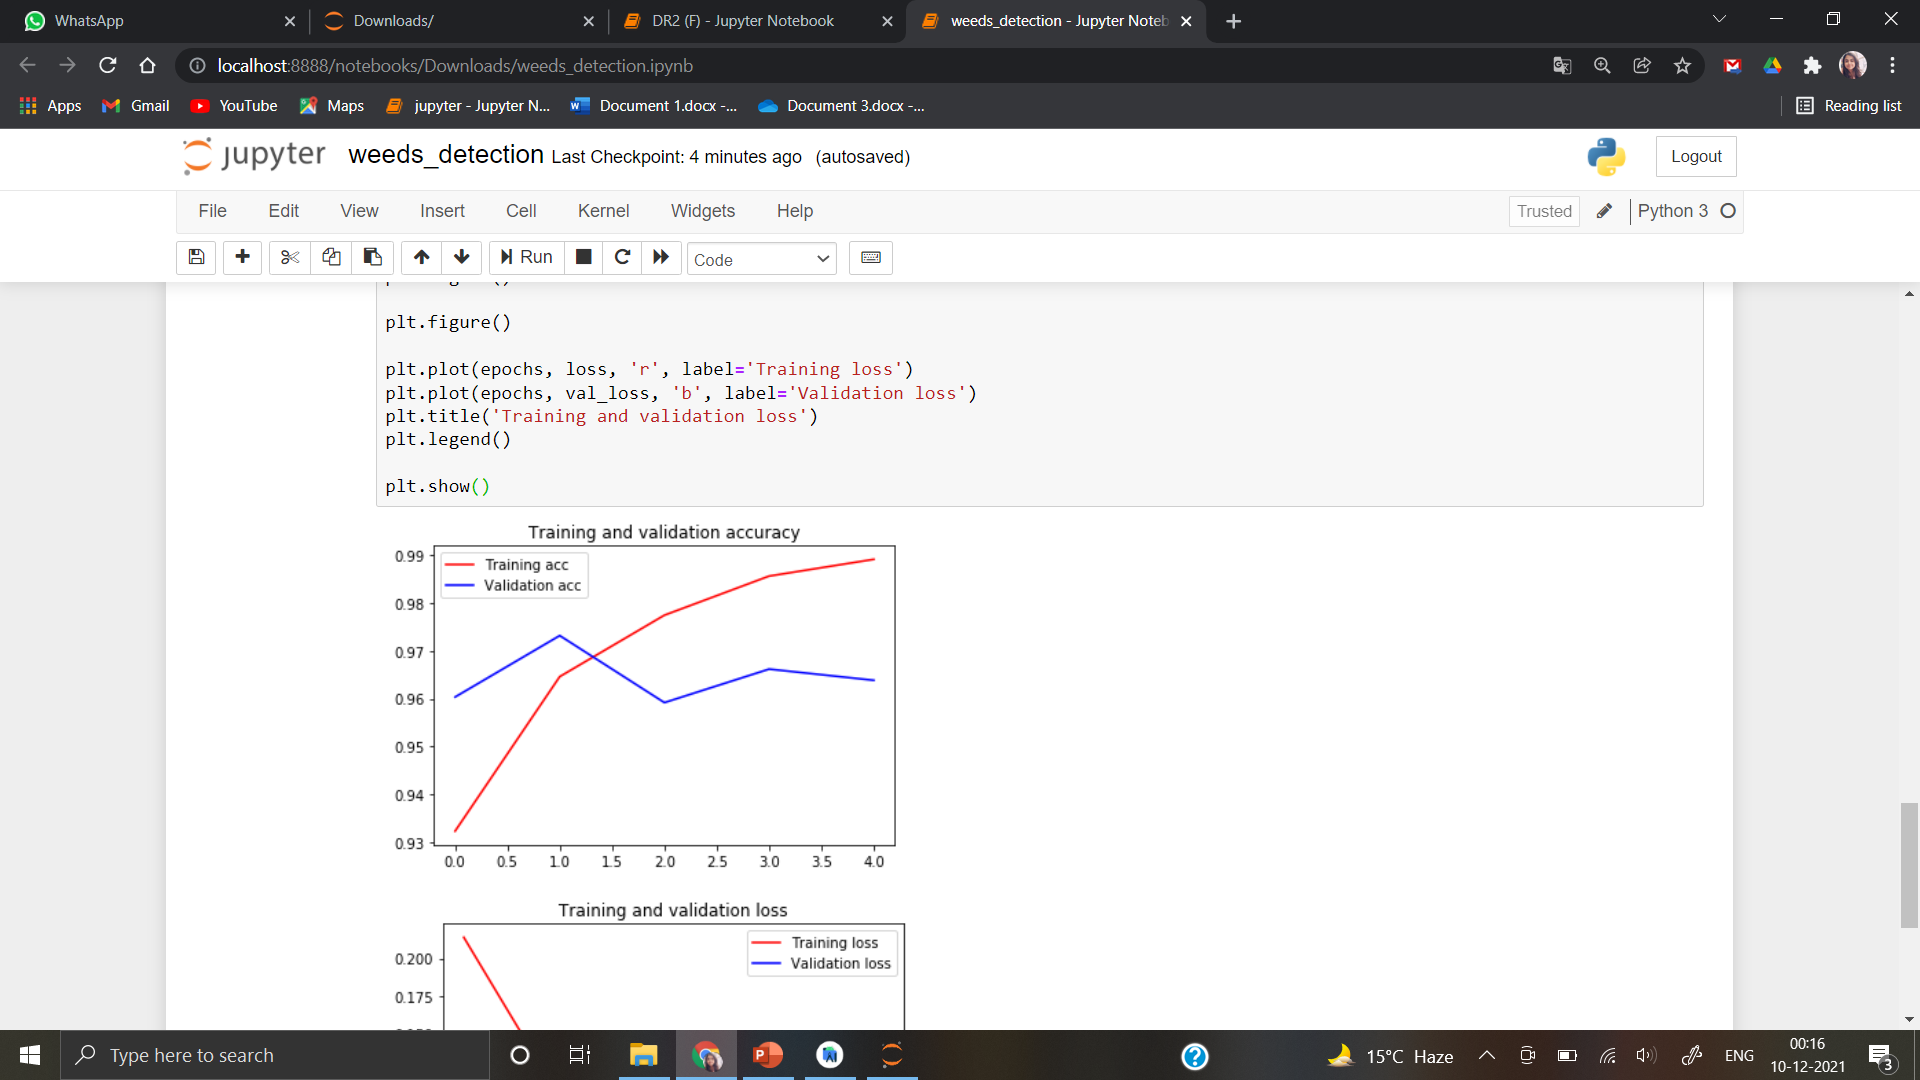 WhatsApp
Downloads/
DR2 (F) - Jupyter Notebook
weeds_detection - Jupyter Noteb
localhost:8888/notebooks/Downloads/weeds_detection.ipynb
Apps
Gmail
YouTube
Maps
jupyter - Jupyter N...
Document 1.docx -...
Document 3.docx -...
Reading list
jupyter weeds_detection Last Checkpoint: 4 minutes ago (autosaved)
Logout
File Edit View Insert Cell Kernel Widgets Help
Trusted
Python 3
Run
Code
plt.figure()
plt.plot(epochs, loss, 'r', label='Training loss')
plt.plot(epochs, val_loss, 'b', label='Validation loss')
plt.title('Training and validation loss')
plt.legend()
plt.show()
Training and validation accuracy
Training acc
Validation acc
0.99
0.98
0.97
0.96
0.95
0.94
0.93
0.0 0.5 1.0 1.5 2.0 2.5 3.0 3.5 4.0
Training and validation loss
Training loss
Validation loss
0.200
0.175
Type here to search
15°C Haze
ENG
00:16
10-12-2021
3